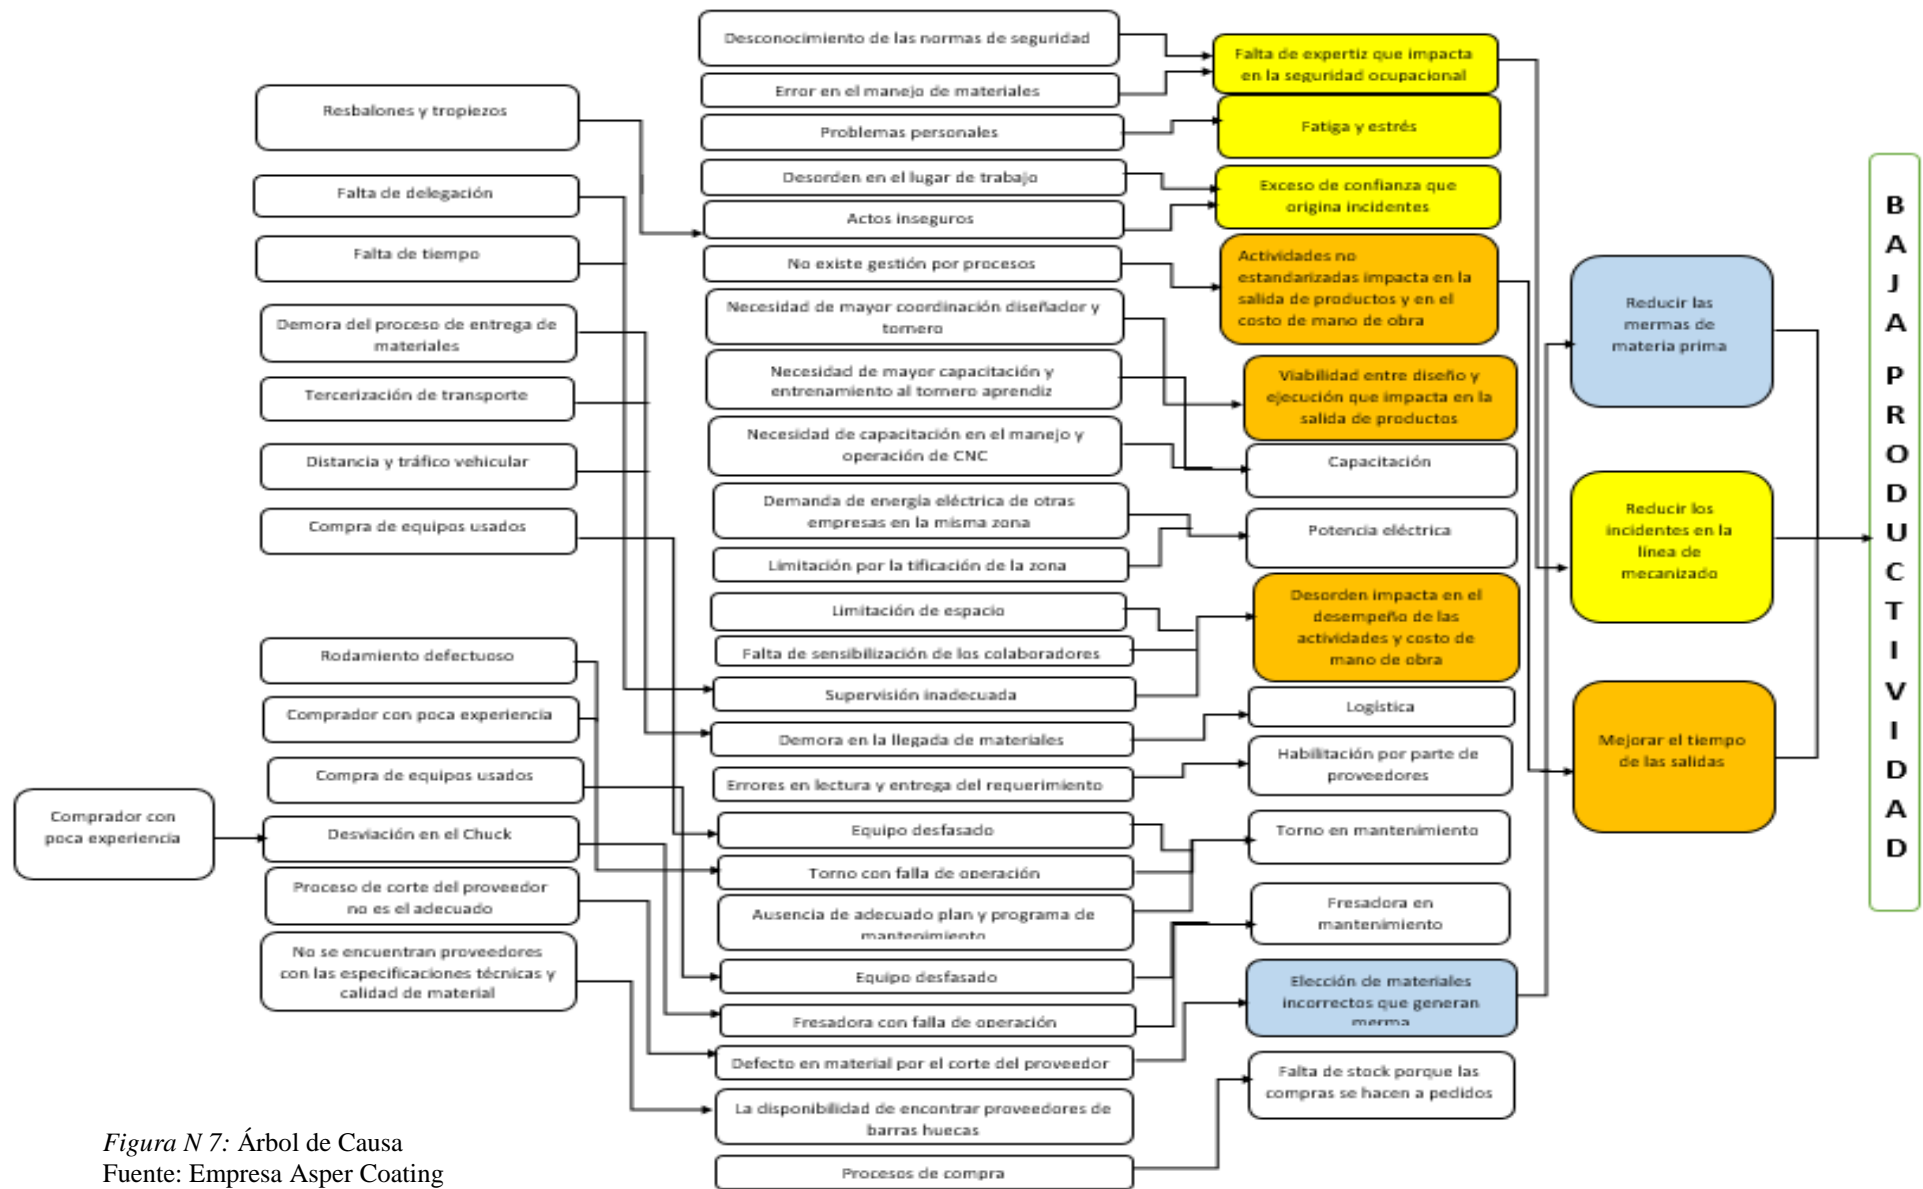 Comprador con
poca experiencia
Resbalones y tropiezos
Falta de delegación
Falta de tiempo
Demora del proceso de entrega de
materiales
Tercerización de transporte
Distancia y tráfico vehicular
Compra de equipos usados
Rodamiento defectuoso
Comprador con poca experiencia
Compra de equipos usados
Desviación en el Chuck
Proceso de corte del proveedor
no es el adecuado
No se encuentran proveedores
con las especificaciones técnicas y
calidad de material
Desconocimiento de las normas de seguridad
Error en el manejo de materiales
Problemas personales
Desorden en el lugar de trabajo
Actos inseguros
No existe gestión por procesos
Necesidad de mayor coordinación diseñador y
tornero
Necesidad de mayor capacitación y
entrenamiento al tornero aprendiz
Necesidad de capacitación en el manejo y
operación de CNC
Demanda de energía eléctrica de otras
empresas en la misma zona
Limitación por la tificación de la zona
Limitación de espacio
Falta de sensibilización de los colaboradores
Supervisión inadecuada
Demora en la llegada de materiales
Errores en lectura y entrega del requerimiento
Equipo desfasado
Torno con falla de operación
Ausencia de adecuado plan y programa de
mantenimiento
Equipo desfasado
Fresadora con falla de operación
Defecto en material por el corte del proveedor
La disponibilidad de encontrar proveedores de
barras huecas
Procesos de compra
Falta de expertiz que impacta
en la seguridad ocupacional
Fatiga y estrés
Exceso de confianza que
origina incidentes
Actividades no
estandarizadas impacta en la
salida de productos y en el
costo de mano de obra
Viabilidad entre diseño y
ejecución que impacta en la
salida de productos
Capacitación
Potencia eléctrica
Desorden impacta en el
desempeño de las
actividades y costo de
mano de obra
Logística
Habilitación por parte de
proveedores
Torno en mantenimiento
Fresadora en
mantenimiento
Elección de materiales
incorrectos que generan
merma
Falta de stock porque las
compras se hacen a pedidos
Reducir las
mermas de
materia prima
Reducir los
incidentes en la
línea de
mecanizado
Mejorar el tiempo
de las salidas
BAJA PRODUCTIVIDAD
Figura N 7: Árbol de Causa
Fuente: Empresa Asper Coating